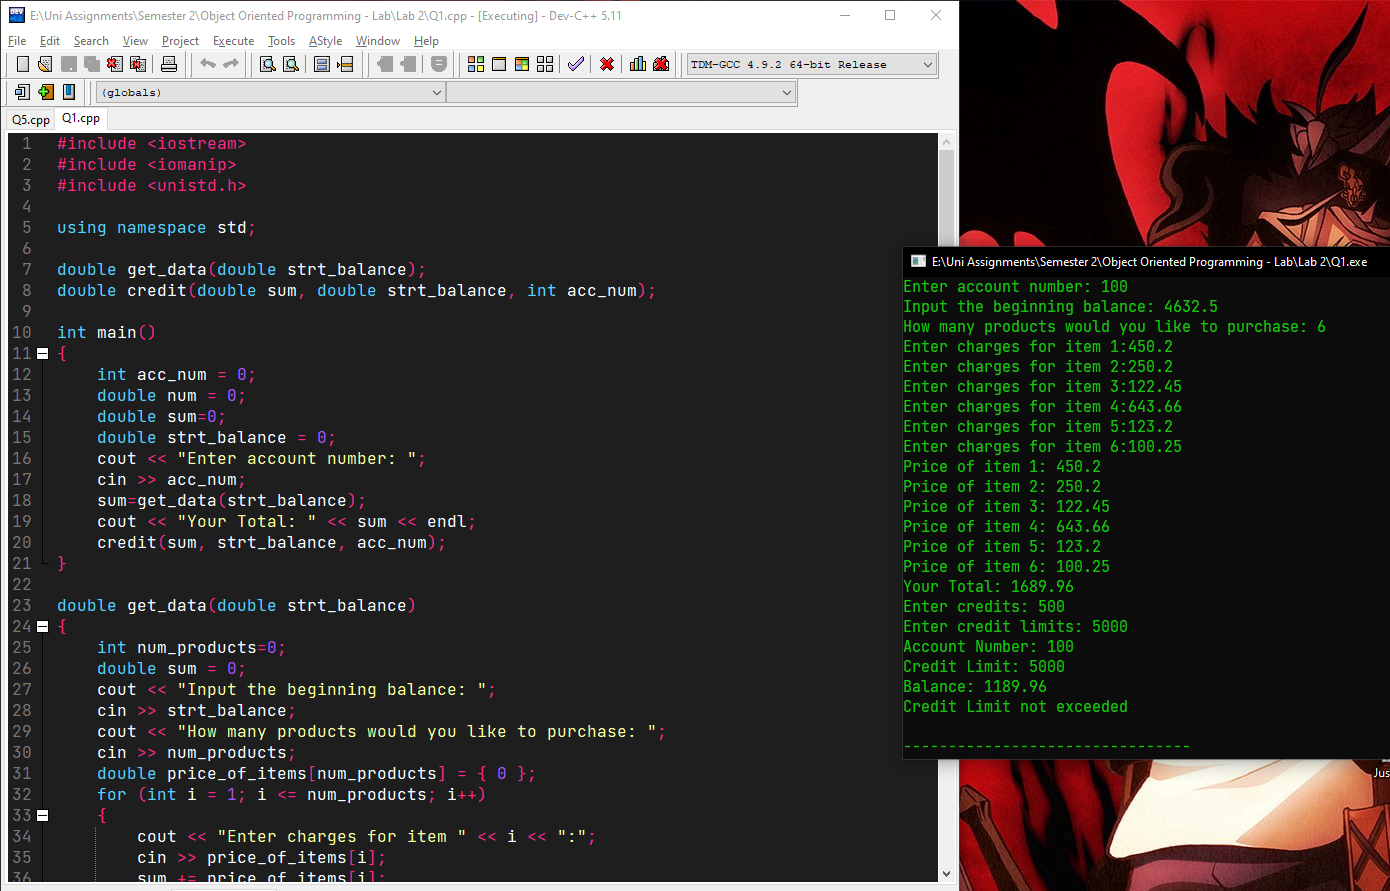 E:\Uni Assignments\Semester 2\Object Oriented Programming - Lab\Lab 2\Q1.cpp - [Executing] - Dev-C++ 5.11
File Edit Search View Project Execute Tools AStyle Window Help
TDM-GCC 4.9.2 64-bit Release
(globals)
Q5.cpp Q1.cpp
1 #include <iostream>
2 #include <iomanip>
3 #include <unistd.h>
4
5 using namespace std;
6
7 double get_data(double strt_balance);
8 double credit(double sum, double strt_balance, int acc_num);
9
10 int main()
11 {
12 int acc_num = 0;
13 double num = 0;
14 double sum=0;
15 double strt_balance = 0;
16 cout << "Enter account number: ";
17 cin >> acc_num;
18 sum=get_data(strt_balance);
19 cout << "Your Total: " << sum << endl;
20 credit(sum, strt_balance, acc_num);
21 }
22
23 double get_data(double strt_balance)
24 {
25 int num_products=0;
26 double sum = 0;
27 cout << "Input the beginning balance: ";
28 cin >> strt_balance;
29 cout << "How many products would you like to purchase: ";
30 cin >> num_products;
31 double price_of_items[num_products] = { 0 };
32 for (int i = 1; i <= num_products; i++)
33 {
34 cout << "Enter charges for item " << i << ":";
35 cin >> price_of_items[i];
36 sum += price_of_items[i];
E:\Uni Assignments\Semester 2\Object Oriented Programming - Lab\Lab 2\Q1.exe
Enter account number: 100
Input the beginning balance: 4632.5
How many products would you like to purchase: 6
Enter charges for item 1:450.2
Enter charges for item 2:250.2
Enter charges for item 3:122.45
Enter charges for item 4:643.66
Enter charges for item 5:123.2
Enter charges for item 6:100.25
Price of item 1: 450.2
Price of item 2: 250.2
Price of item 3: 122.45
Price of item 4: 643.66
Price of item 5: 123.2
Price of item 6: 100.25
Your Total: 1689.96
Enter credits: 500
Enter credit limits: 5000
Account Number: 100
Credit Limit: 5000
Balance: 1189.96
Credit Limit not exceeded
--------------------------------
Jus